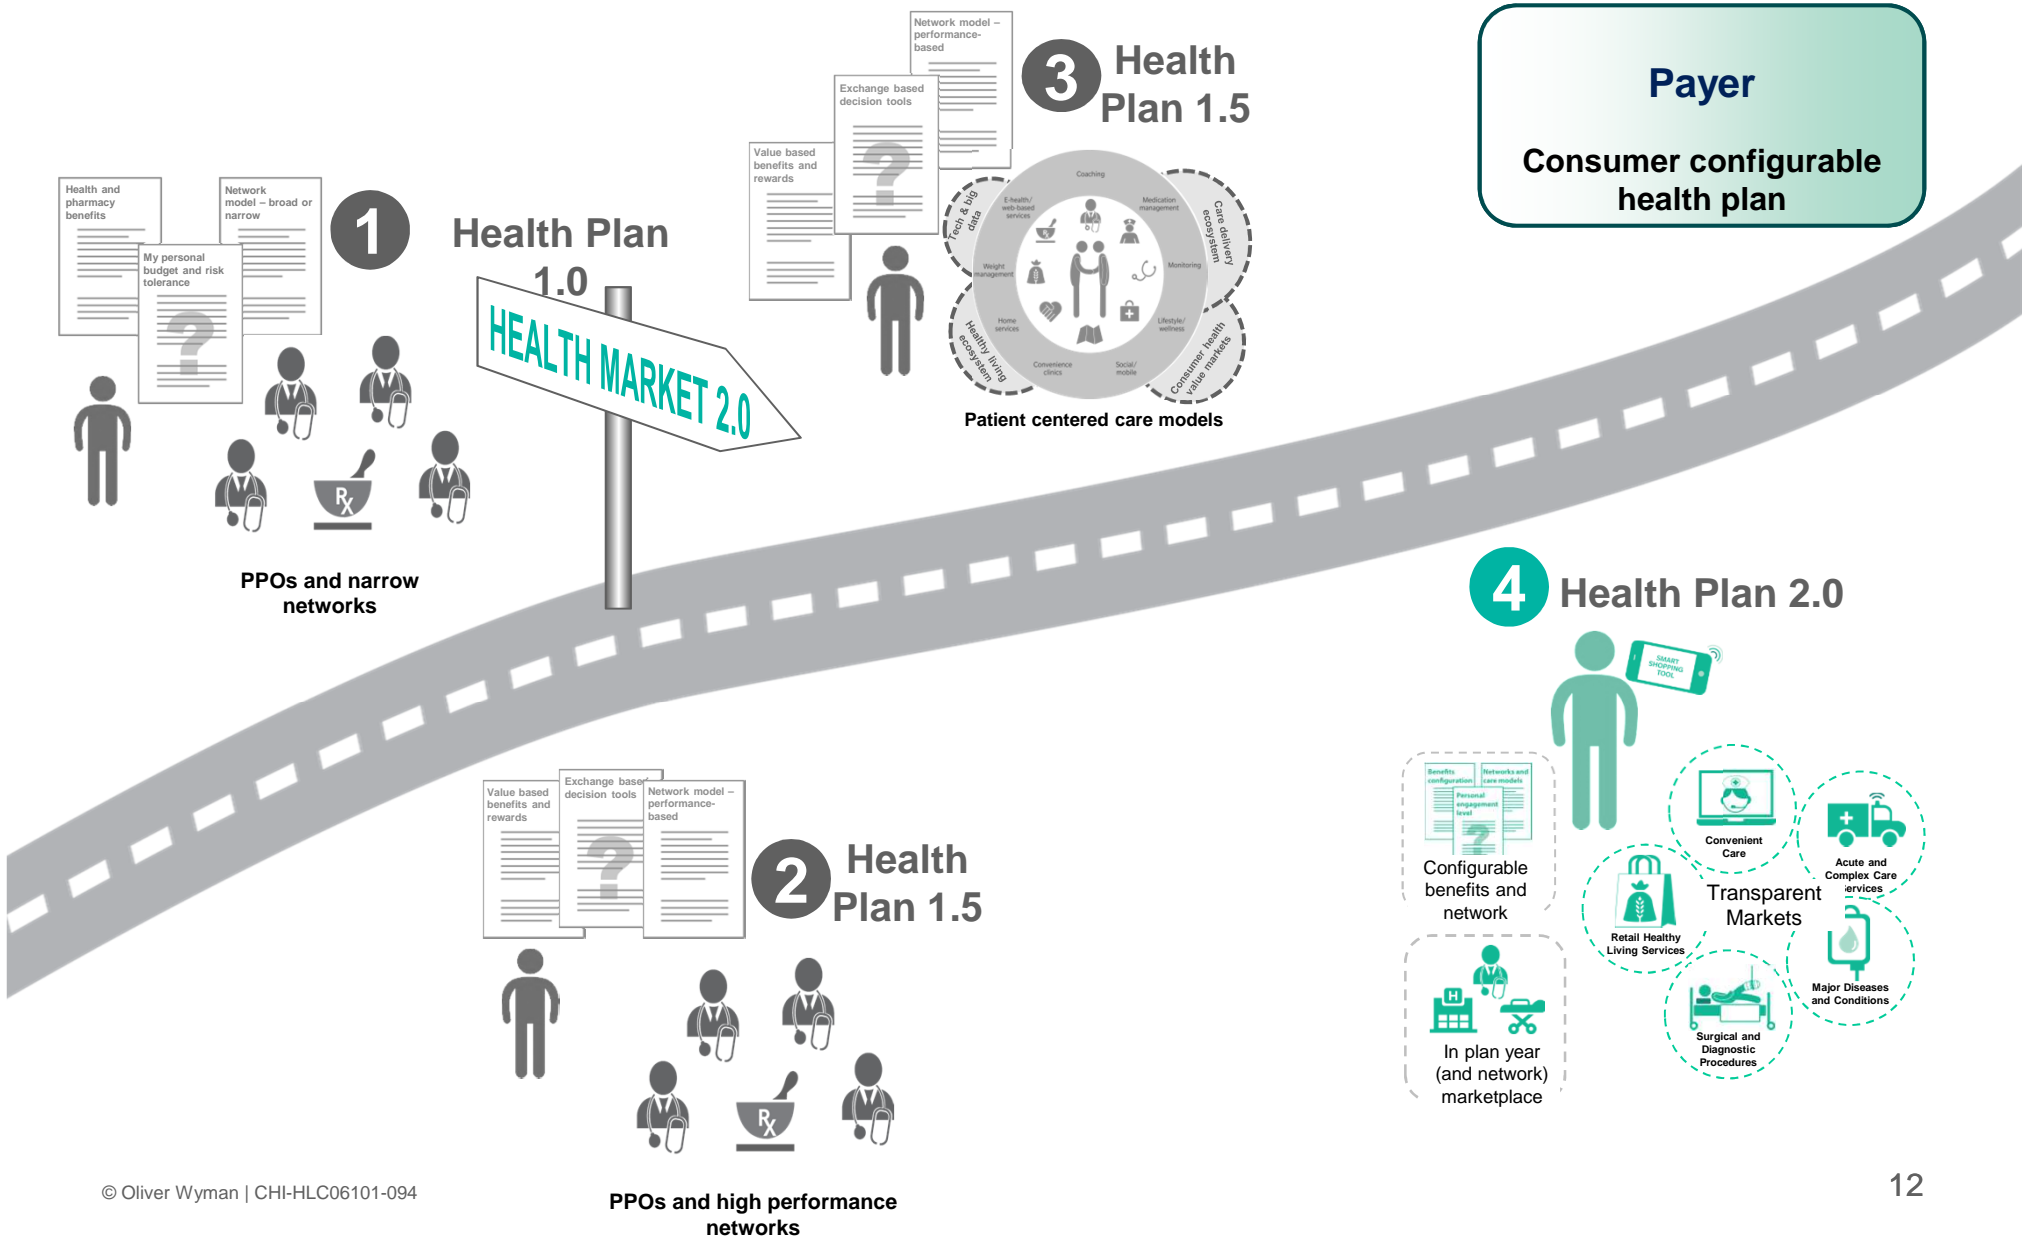 Payer
Consumer configurable
health plan
1
Health Plan
1.0
Health and
pharmacy
benefits
Network
model – broad or
narrow
My personal
budget and risk
tolerance
?
RX
PPOs and narrow
networks
HEALTH MARKET 2.0
3
Health
Plan 1.5
Network model –
performance-
based
Exchange based
decision tools
?
Value based
benefits and
rewards
Tech & big
data
Care delivery
ecosystem
Healthy living
ecosystem
Consumer health
value markets
Coaching
Medication
management
Monitoring
Lifestyle/
wellness
Social/
mobile
Convenience
clinics
Home
services
Weight
management
E-health/
web-based
services
Patient centered care models
2
Health
Plan 1.5
Value based
benefits and
rewards
Exchange based
decision tools
Network model –
performance-
based
?
RX
PPOs and high performance
networks
4
Health Plan 2.0
SMART
SHOPPING
TOOL
Benefits
configuration
Networks and
care models
Personal
engagement
level
?
Configurable
benefits and
network
H
In plan year
(and network)
marketplace
Convenient
Care
Acute and
Complex Care
ervices
Transparent
Markets
Retail Healthy
Living Services
Major Diseases
and Conditions
Surgical and
Diagnostic
Procedures
© Oliver Wyman | CHI-HLC06101-094
12